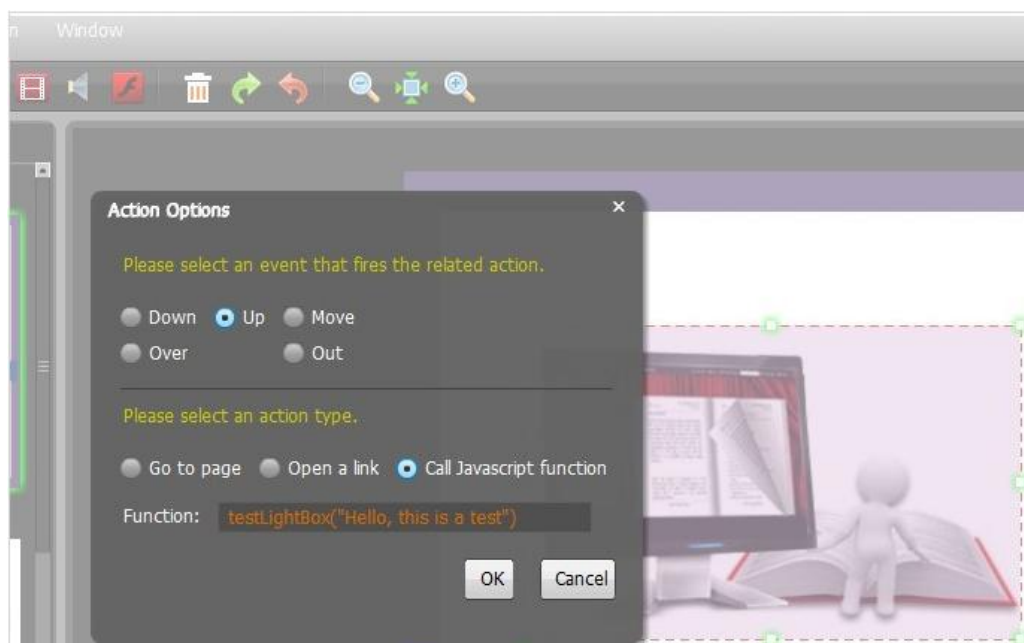 n Window
Action Options
Please select an event that fires the related action.
Down Up Move
Over Out
Please select an action type.
Go to page Open a link Call Javascript function
Function: testLightBox("Hello, this is a test")
OK Cancel